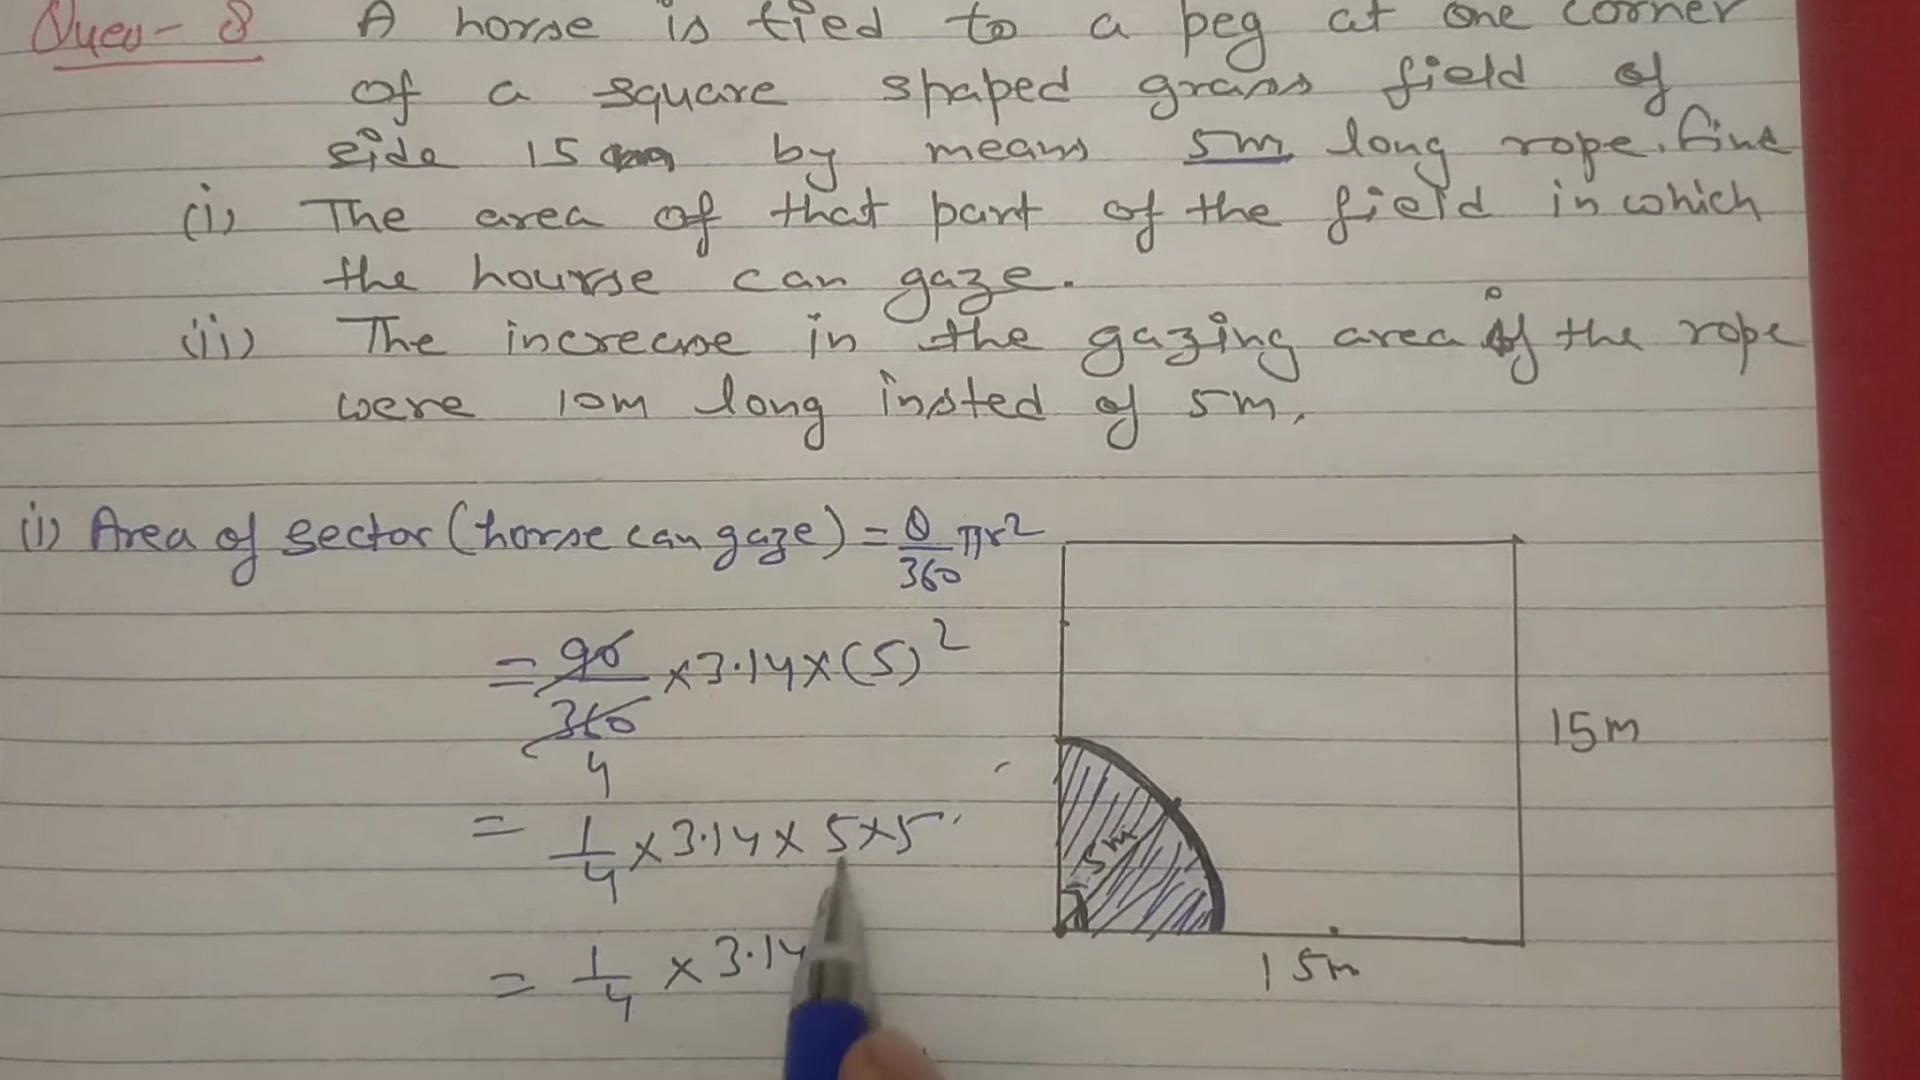 Ques- 8 A horse is tied to a peg at one corner
of a square shaped grass field of
side 15 by means 5m long rope. find
(i) The area of that part of the field in which
the hourse can gaze.
(ii) The increase in the gazing area if the rope
were 10m long insted of 5m.
(i) Area of sector (horse can gaze) = θ/360 πr²
= 90/360 × 3.14 × (5)²
4
= 1/4 × 3.14 × 5 × 5
= 1/4 × 3.14
15m
5m
15m